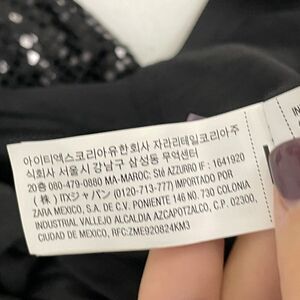 아이티엑스코리아유한회사 자라리테일코리아주
식회사 서울시 강남구 삼성동 무역센터
20층 080-479-0880 MA-MAROC: Sté AZZURRO IF : 1641920
(株) ITXジャパン (0120-713-777) IMPORTADO POR
ZARA MEXICO, S.A. DE C.V. PONIENTE 146 NO. 730 COLONIA
INDUSTRIAL VALLEJO ALCALDIA AZCAPOTZALCO, C.P. 02300,
CIUDAD DE MEXICO, RFC:ZME920824KM3